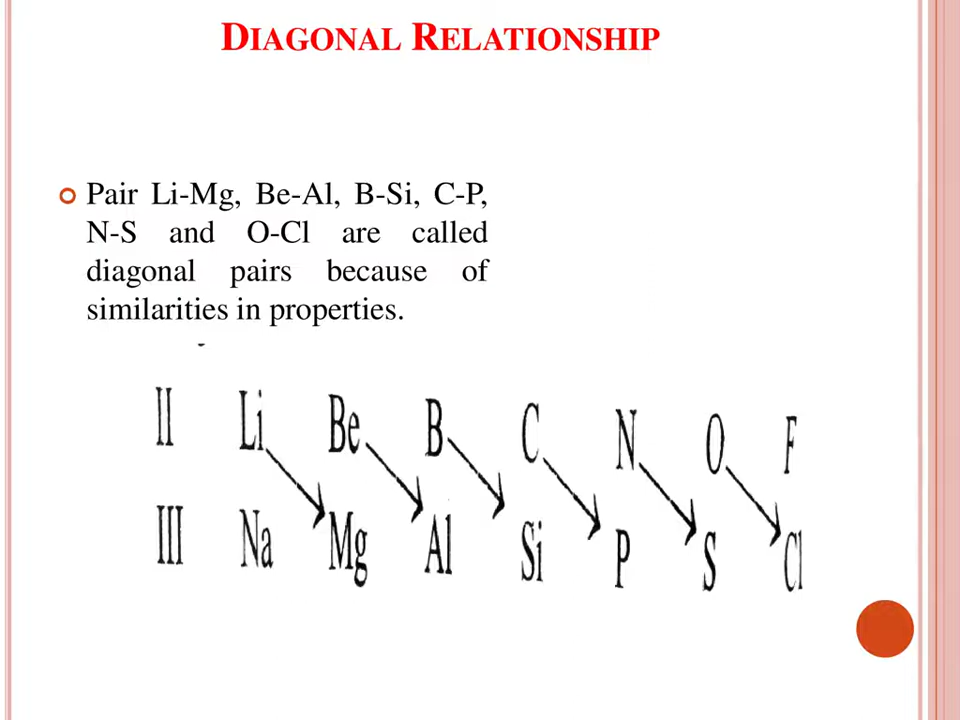 DIAGONAL RELATIONSHIP
Pair Li-Mg, Be-Al, B-Si, C-P,
N-S and O-Cl are called
diagonal pairs because of
similarities in properties.
II Li Be B C N O F
III Na Mg Al Si P S Cl